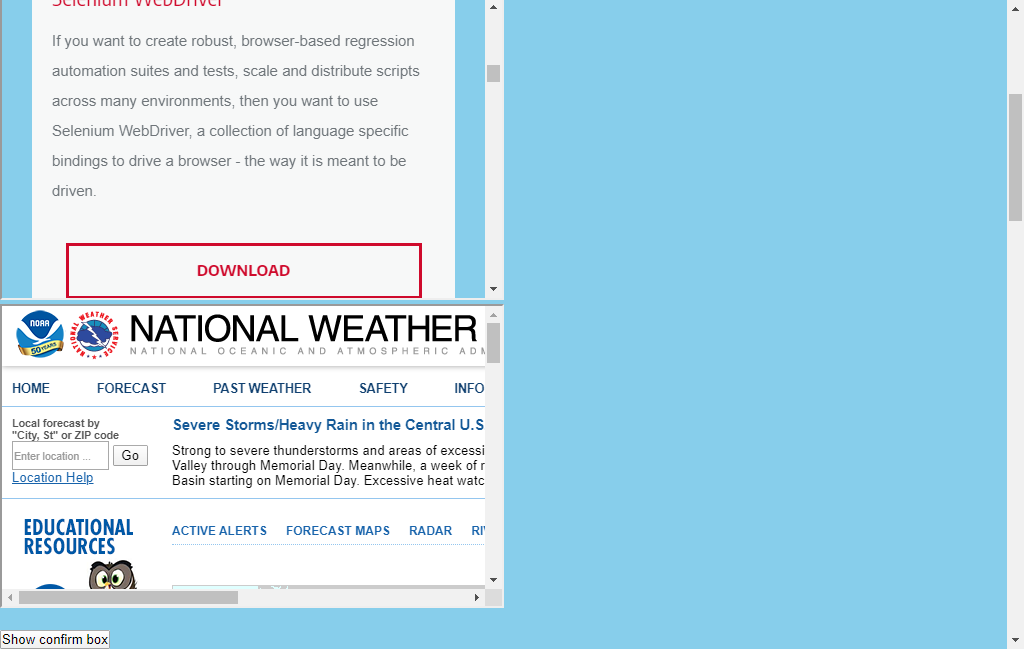 Selenium WebDriver
If you want to create robust, browser-based regression
automation suites and tests, scale and distribute scripts
across many environments, then you want to use
Selenium WebDriver, a collection of language specific
bindings to drive a browser - the way it is meant to be
driven.
DOWNLOAD
NOAA
50 YEARS
NATIONAL WEATHER SERVICE
NATIONAL WEATHER
NATIONAL OCEANIC AND ATMOSPHERIC ADM
HOME FORECAST PAST WEATHER SAFETY INFO
Local forecast by
"City, St" or ZIP code
Enter location ...
Go
Location Help
Severe Storms/Heavy Rain in the Central U.S
Strong to severe thunderstorms and areas of excessi
Valley through Memorial Day. Meanwhile, a week of
Basin starting on Memorial Day. Excessive heat watc
EDUCATIONAL
RESOURCES
ACTIVE ALERTS FORECAST MAPS RADAR RI
Show confirm box